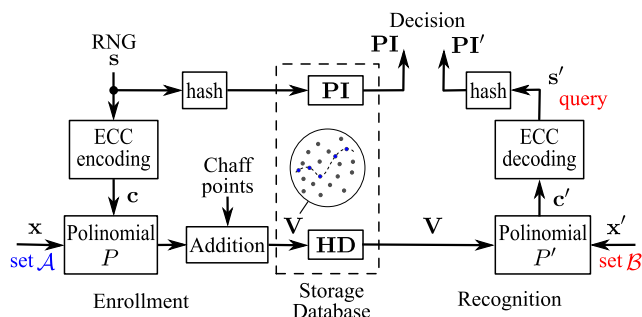 RNG
s
Decision
PI
PI′
hash
PI
hash
s′
query
ECC
encoding
ECC
decoding
Chaff
points
c
c′
x
V
V
x′
Polinomial
P
Addition
HD
Polinomial
P′
set 𝒜
set ℬ
Enrollment
Storage
Database
Recognition